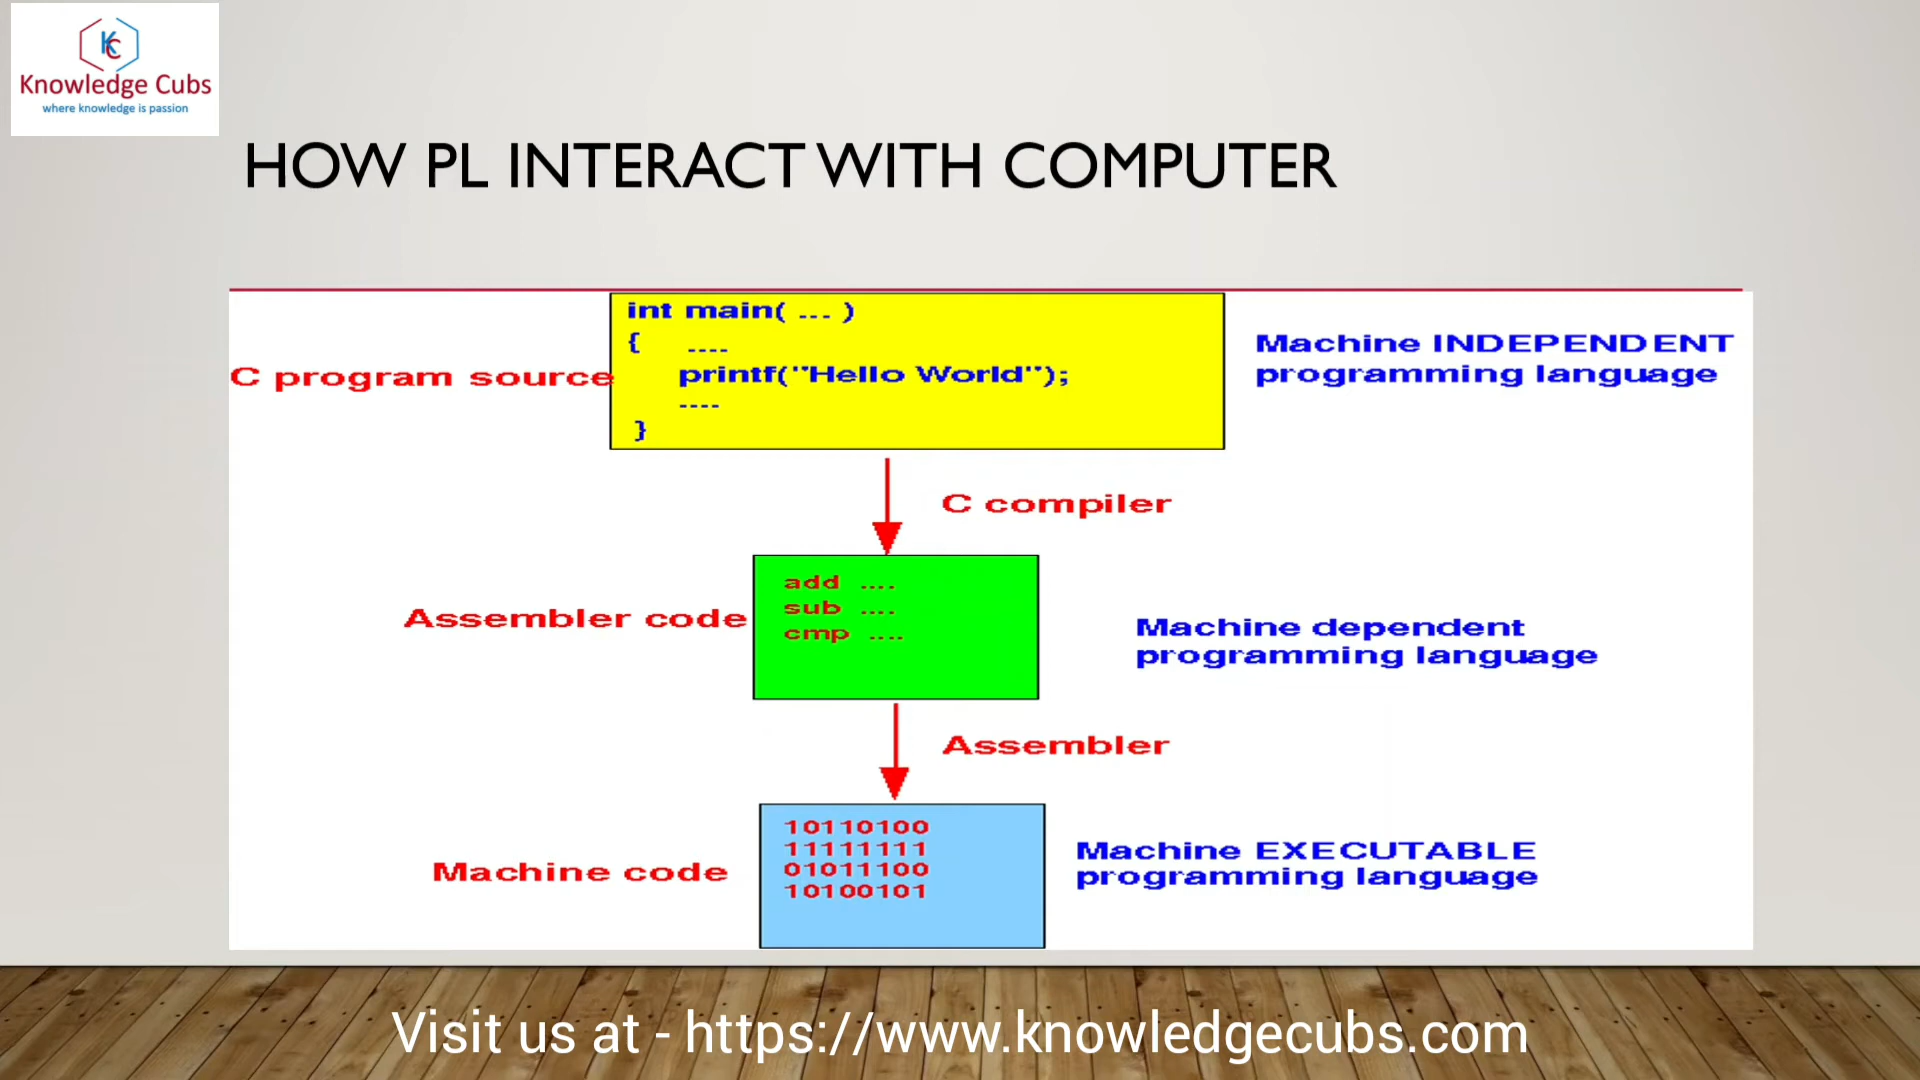 KC
Knowledge Cubs
where knowledge is passion
HOW PL INTERACT WITH COMPUTER
int main( ... )
{ ....
C program source
printf("Hello World");
....
}
Machine INDEPENDENT
programming language
C compiler
Assembler code
add ....
sub ....
cmp ....
Machine dependent
programming language
Assembler
Machine code
10110100
11111111
01011100
10100101
Machine EXECUTABLE
programming language
Visit us at - https://www.knowledgecubs.com